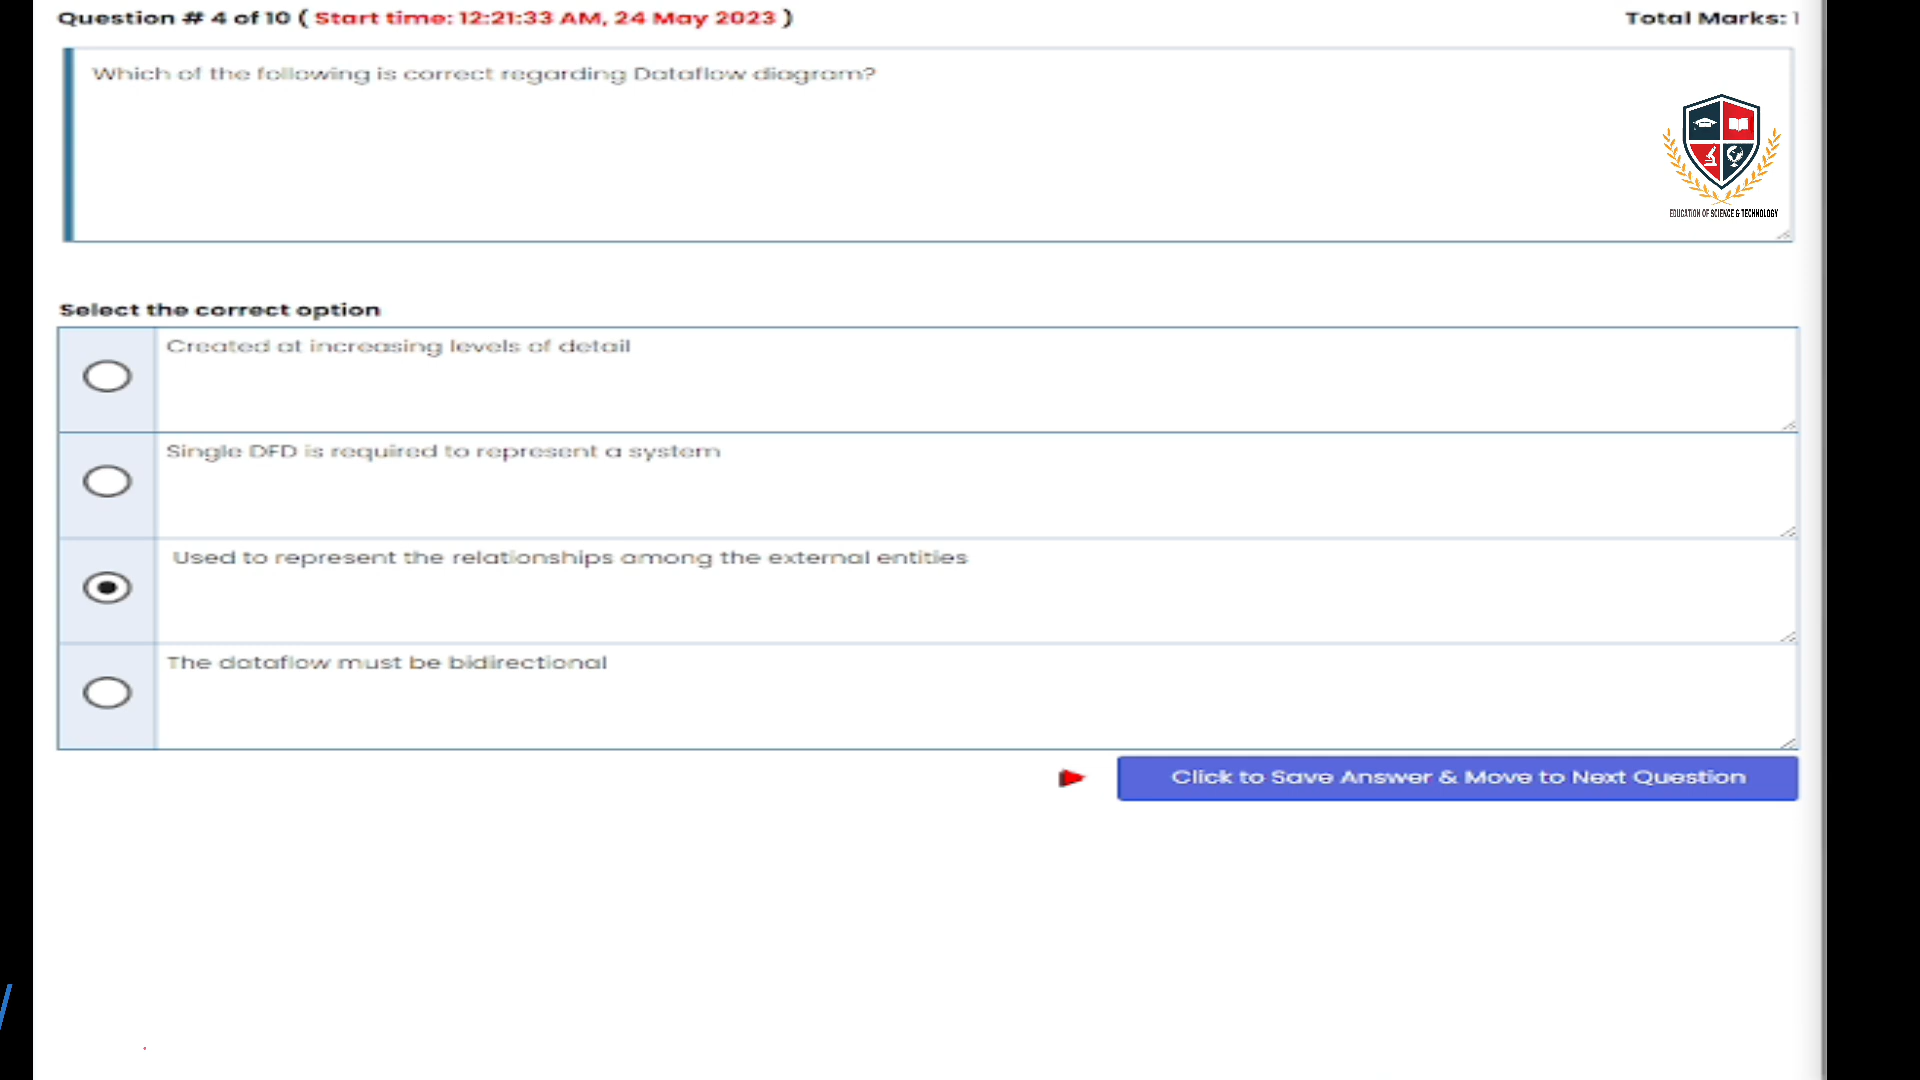 Question # 4 of 10 ( Start time: 12:21:33 AM, 24 May 2023 )
Total Marks: 1
Which of the following is correct regarding Dataflow diagram?
EDUCATION OF SCIENCE & TECHNOLOGY
Select the correct option
Created at increasing levels of detail
Single DFD is required to represent a system
Used to represent the relationships among the external entities
The dataflow must be bidirectional
Click to Save Answer & Move to Next Question